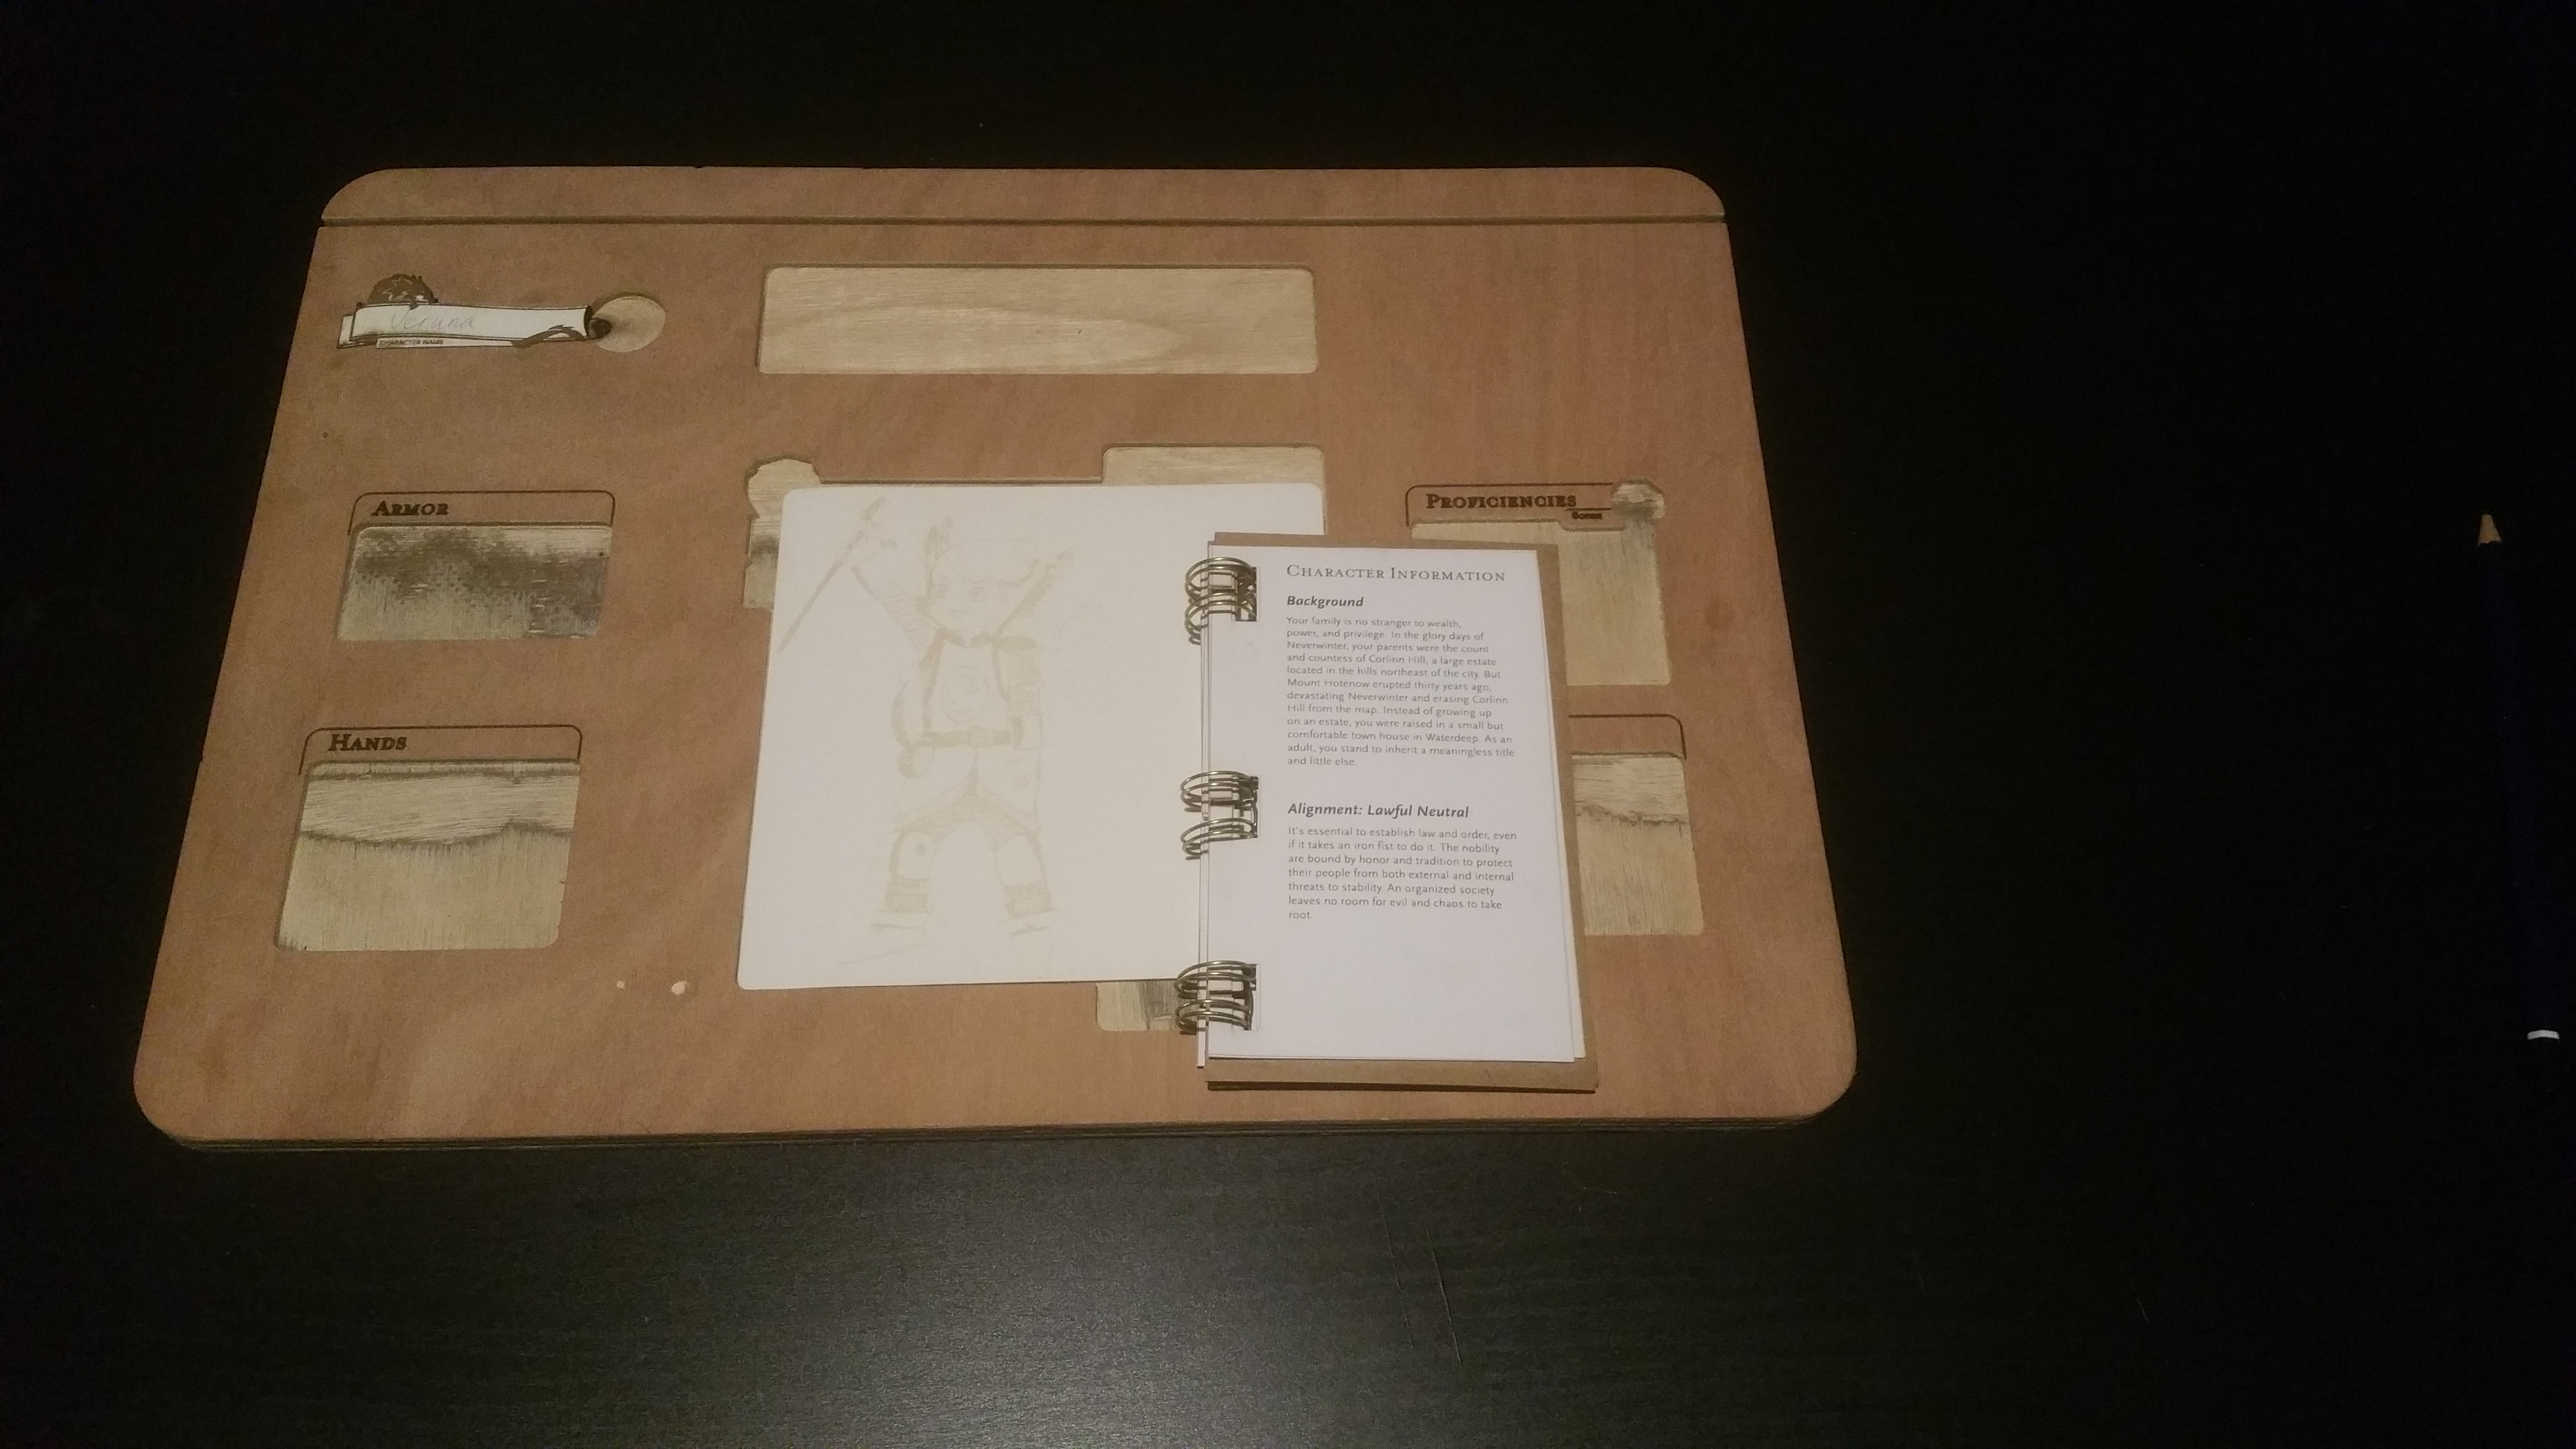 Veruna
CHARACTER NAME
ARMOR
PROFICIENCIES
Bonus
HANDS
CHARACTER INFORMATION
Background
Your family is no stranger to wealth,
power, and privilege. In the glory days of
Neverwinter, your parents were the count
and countess of Corlinn Hill, a large estate
located in the hills northeast of the city. But
Mount Hotenow erupted thirty years ago,
devastating Neverwinter and erasing Corlinn
Hill from the map. Instead of growing up
on an estate, you were raised in a small but
comfortable town house in Waterdeep. As an
adult, you stand to inherit a meaningless title
and little else.
Alignment: Lawful Neutral
It's essential to establish law and order, even
if it takes an iron fist to do it. The nobility
are bound by honor and tradition to protect
their people from both external and internal
threats to stability. An organized society
leaves no room for evil and chaos to take
root.